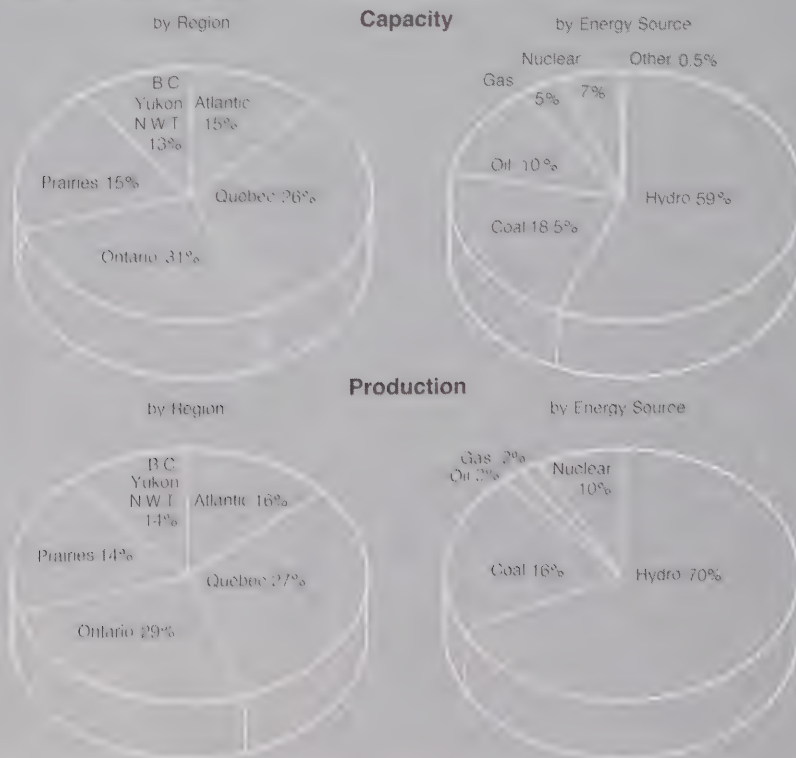 Capacity
by Region
by Energy Source
B C
Yukon
N W T
13%
Atlantic
15%
Prairies 15%
Quebec 26%
Ontario 31%
Nuclear
7%
Other 0.5%
Gas
5%
Oil 10%
Hydro 59%
Coal 18 5%
Production
by Region
by Energy Source
B C
Yukon
N W T
14%
Atlantic 16%
Prairies 14%
Quebec 27%
Ontario 29%
Gas 2%
Oil 2%
Nuclear
10%
Coal 16%
Hydro 70%